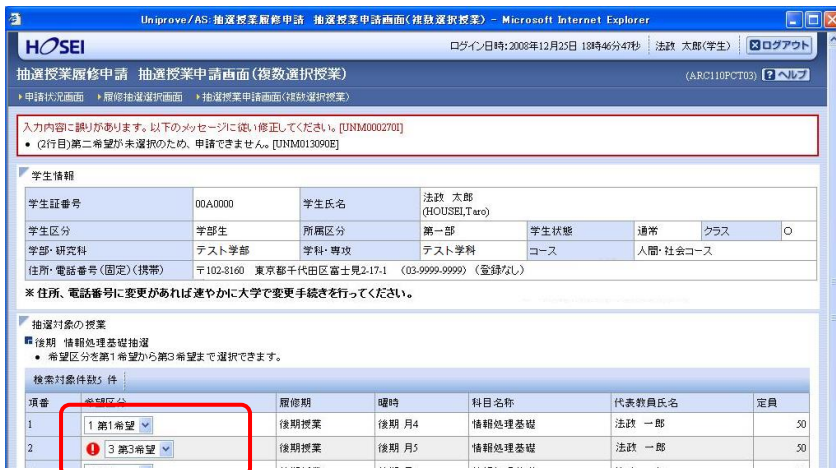 Uniprove/AS:抽選授業履修申請 抽選授業申請画面(複数選択授業) - Microsoft Internet Explorer
HOSEI ログイン日時:2008年12月25日 18時46分47秒 法政 太郎(学生) ログアウト
抽選授業履修申請 抽選授業申請画面(複数選択授業) (ARC110PCT03) ? ヘルプ
申請状況画面 履修抽選選択画面 抽選授業申請画面(複数選択授業)
入力内容に誤りがあります。以下のメッセージに従い修正してください。[UNM000270I]
• (2行目)第二希望が未選択のため、申請できません。[UNM013090E]
学生情報
学生証番号 00A0000 学生氏名 法政 太郎
(HOUSEI,Taro)
学生区分 学部生 所属区分 第一部 学生状態 通常 クラス O
学部・研究科 テスト学部 学科・専攻 テスト学科 コース 人間・社会コース
住所・電話番号(固定)(携帯) 〒102-8160 東京都千代田区富士見2-17-1 (03-9999-9999) (登録なし)
※住所、電話番号に変更があれば速やかに大学で変更手続きを行ってください。
抽選対象の授業
後期 情報処理基礎抽選
• 希望区分を第1希望から第3希望まで選択できます。
検索対象件数5 件
項番 希望区分 履修期 曜時 科目名称 代表教員氏名 定員
1 1 第1希望 後期授業 後期 月4 情報処理基礎 法政 一郎 50
2 3 第3希望 後期授業 後期 月5 情報処理基礎 法政 一郎 50